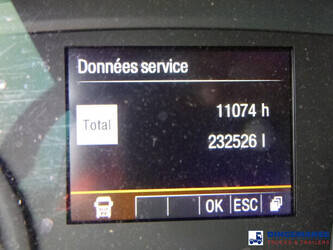 Données service
11074 h
Total
232526 l
OK ESC